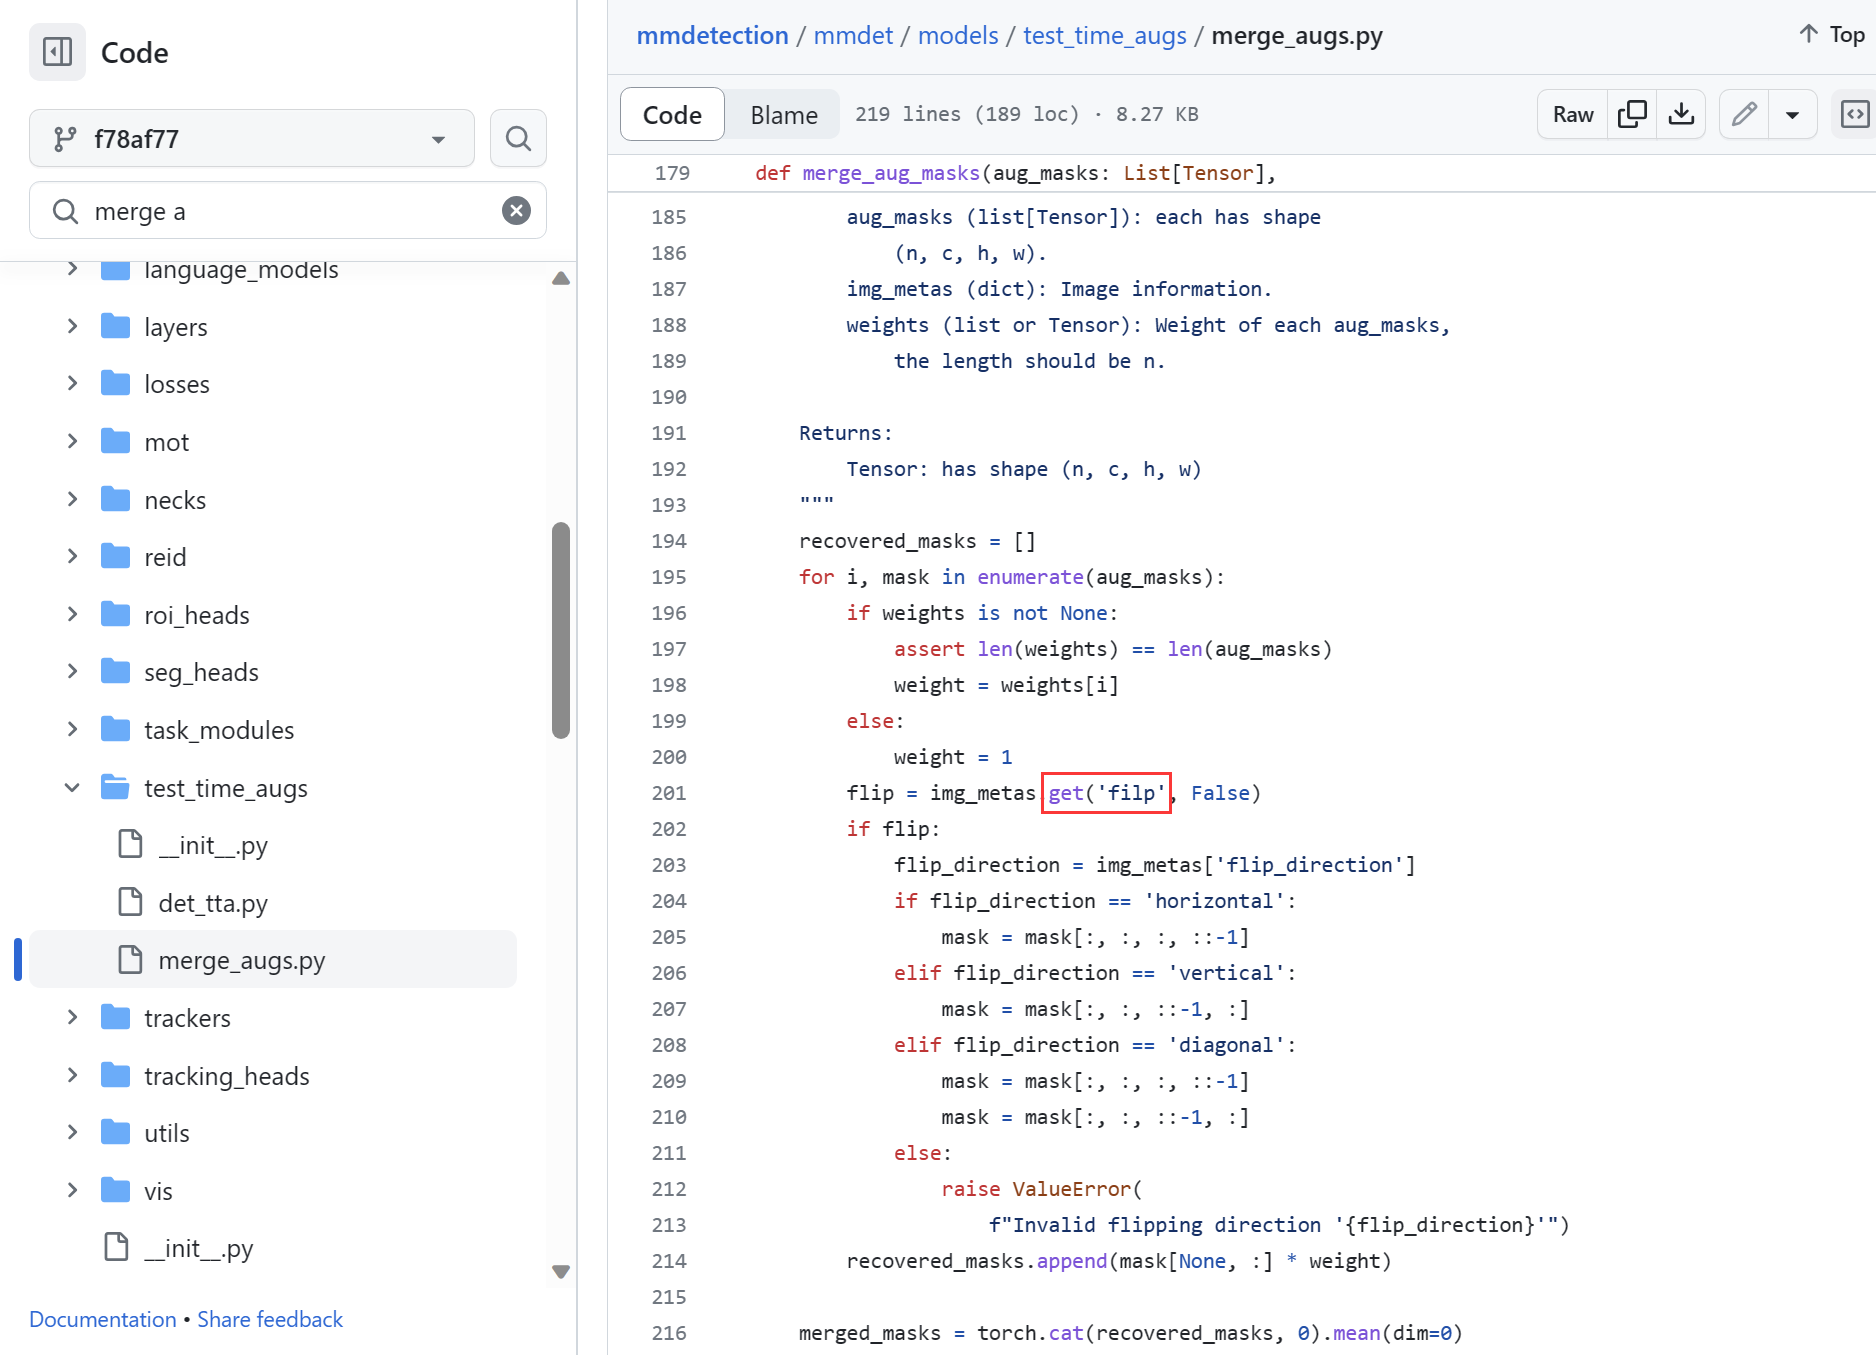 Code
f78af77
merge a
language_models
layers
losses
mot
necks
reid
roi_heads
seg_heads
task_modules
test_time_augs
__init__.py
det_tta.py
merge_augs.py
trackers
tracking_heads
utils
vis
__init__.py
Documentation • Share feedback
mmdetection / mmdet / models / test_time_augs / merge_augs.py
Top
Code Blame 219 lines (189 loc) · 8.27 KB
Raw
179 def merge_aug_masks(aug_masks: List[Tensor],
185 aug_masks (list[Tensor]): each has shape
186 (n, c, h, w).
187 img_metas (dict): Image information.
188 weights (list or Tensor): Weight of each aug_masks,
189 the length should be n.
190
191 Returns:
192 Tensor: has shape (n, c, h, w)
193 """
194 recovered_masks = []
195 for i, mask in enumerate(aug_masks):
196 if weights is not None:
197 assert len(weights) == len(aug_masks)
198 weight = weights[i]
199 else:
200 weight = 1
201 flip = img_metas.get('filp', False)
202 if flip:
203 flip_direction = img_metas['flip_direction']
204 if flip_direction == 'horizontal':
205 mask = mask[:, :, :, ::-1]
206 elif flip_direction == 'vertical':
207 mask = mask[:, :, ::-1, :]
208 elif flip_direction == 'diagonal':
209 mask = mask[:, :, :, ::-1]
210 mask = mask[:, :, ::-1, :]
211 else:
212 raise ValueError(
213 f"Invalid flipping direction '{flip_direction}'")
214 recovered_masks.append(mask[None, :] * weight)
215
216 merged_masks = torch.cat(recovered_masks, 0).mean(dim=0)